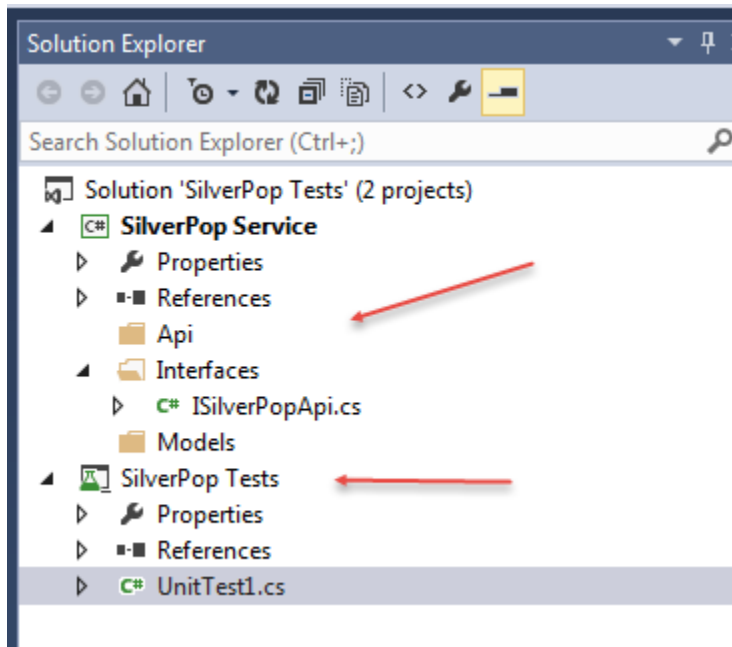 Solution Explorer
Search Solution Explorer (Ctrl+;)
Solution 'SilverPop Tests' (2 projects)
C# SilverPop Service
Properties
References
Api
Interfaces
C# ISilverPopApi.cs
Models
SilverPop Tests
Properties
References
C# UnitTest1.cs